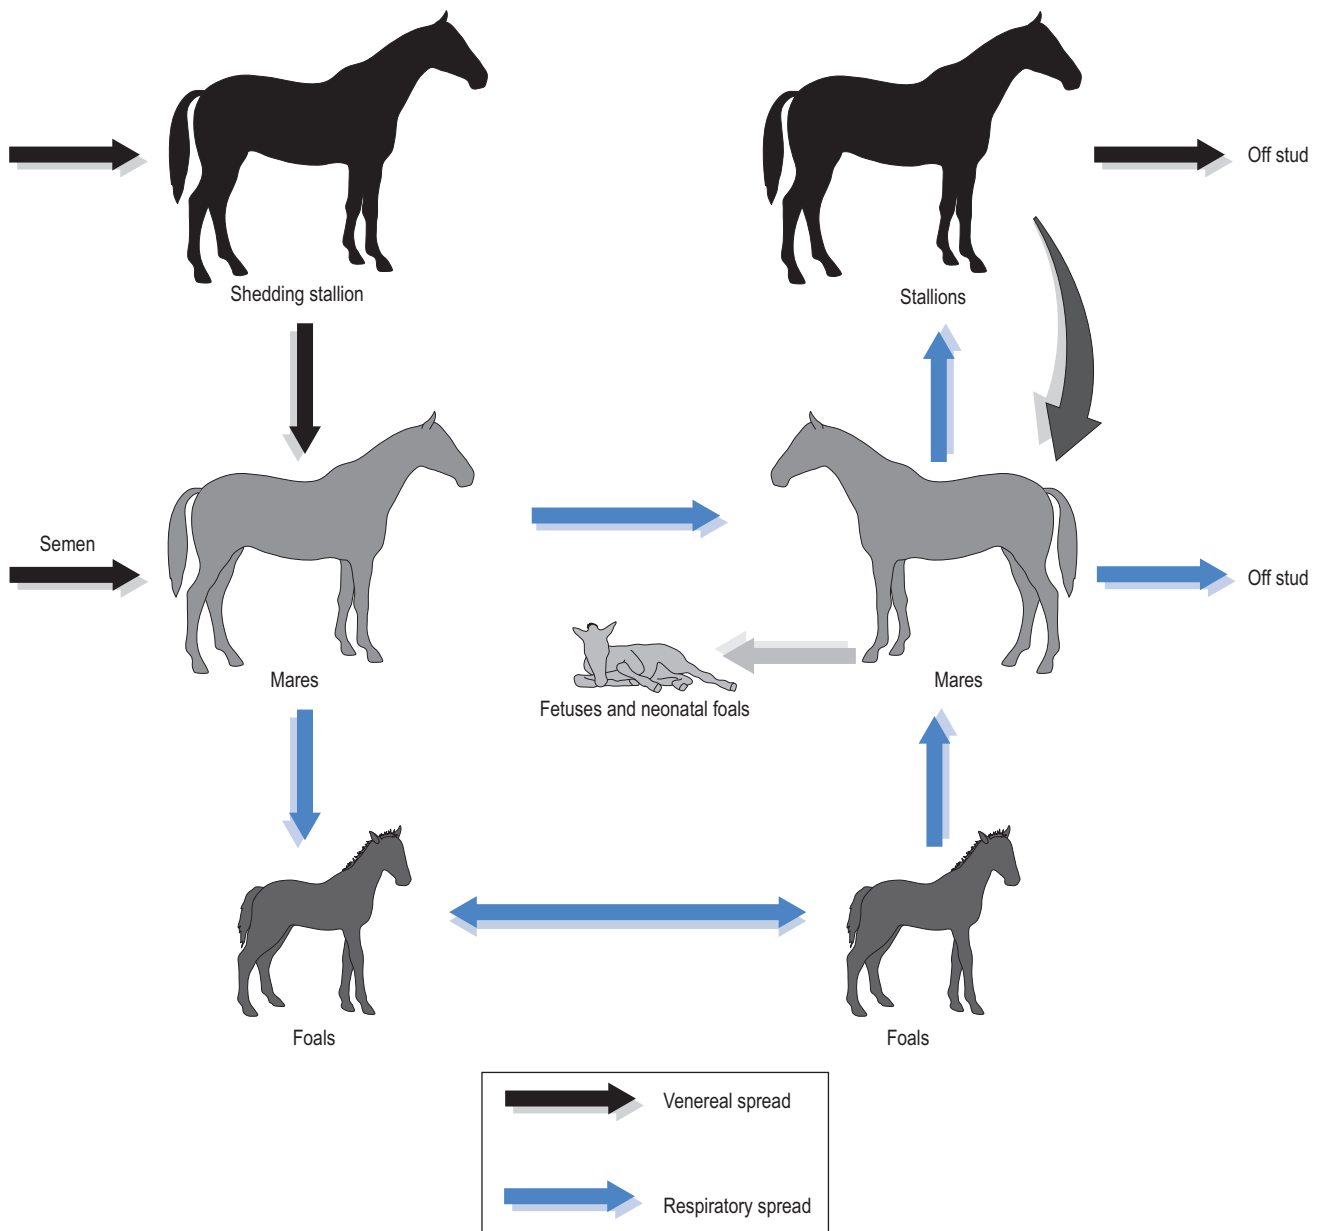 Off stud
Shedding stallion
Stallions
Semen
Off stud
Mares
Mares
Fetuses and neonatal foals
Foals
Foals
Venereal spread
Respiratory spread